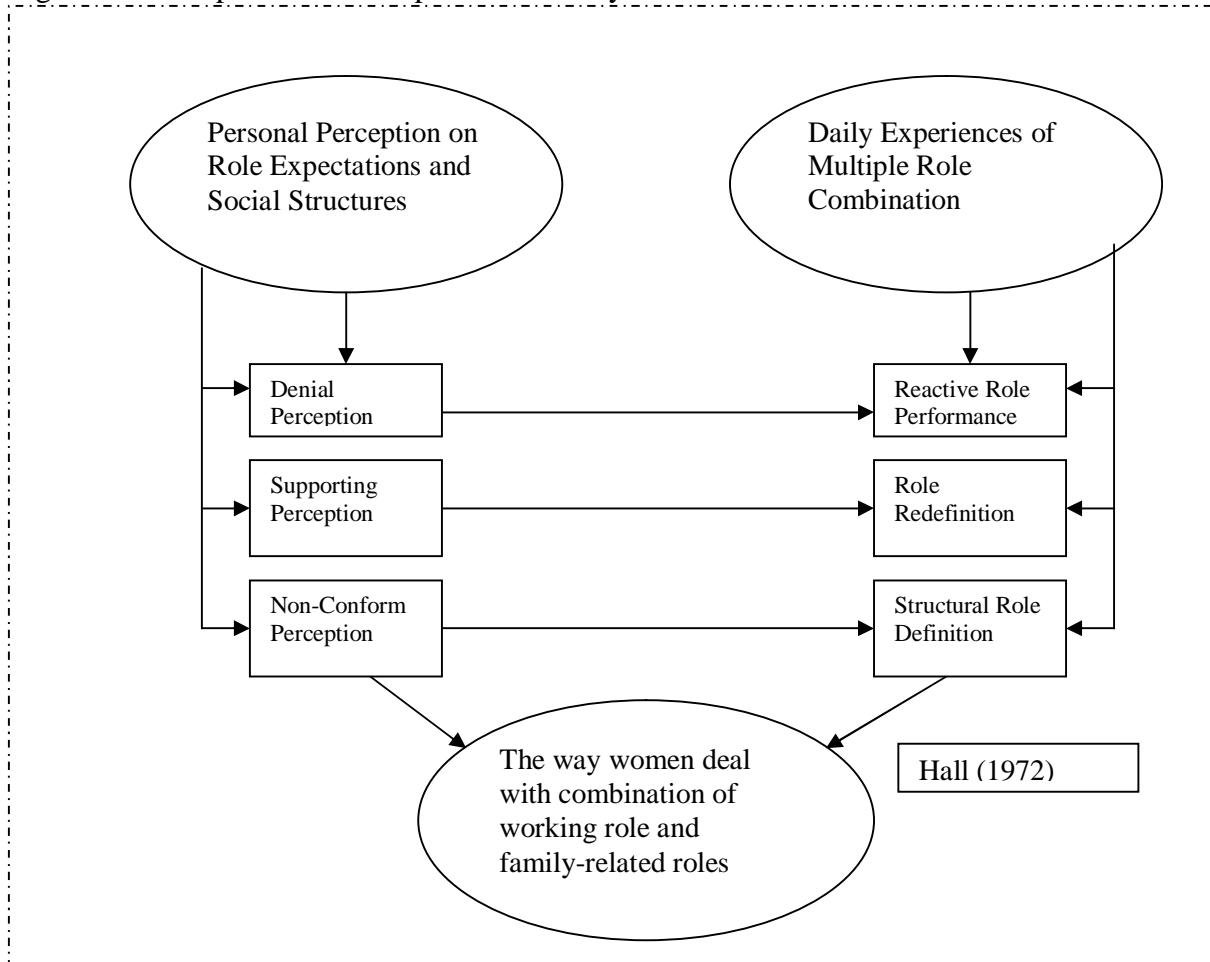 Personal Perception on
Role Expectations and
Social Structures
Daily Experiences of
Multiple Role
Combination
Denial
Perception
Reactive Role
Performance
Supporting
Perception
Role
Redefinition
Non-Conform
Perception
Structural Role
Definition
The way women deal
with combination of
working role and
family-related roles
Hall (1972)